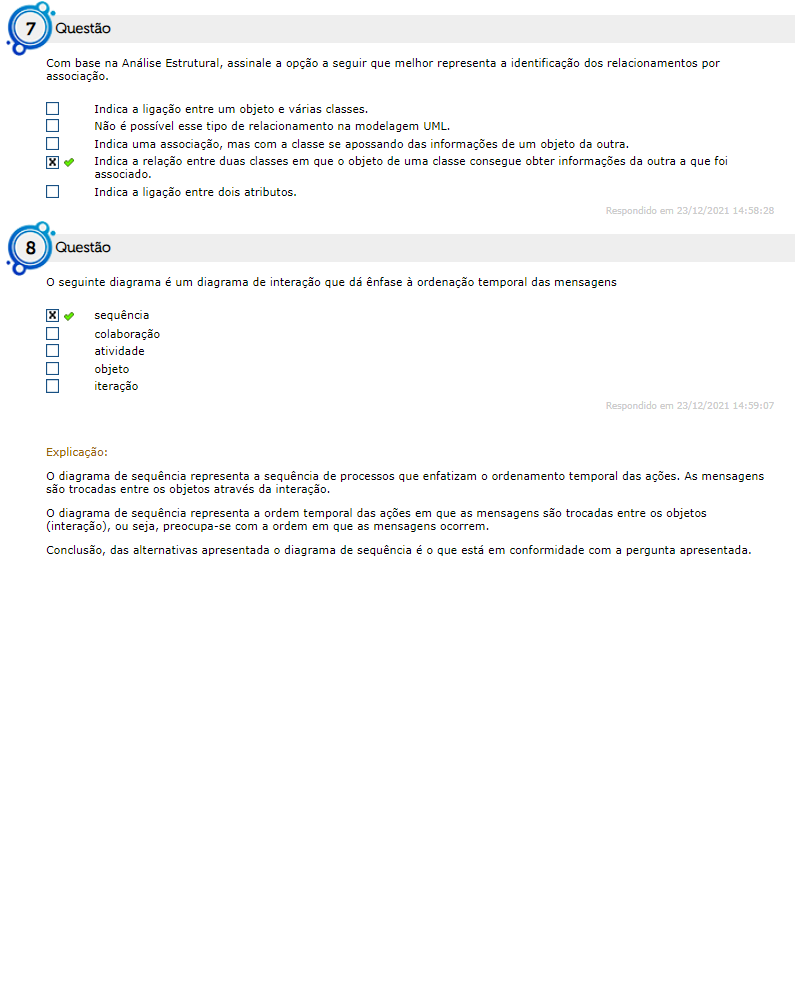 7 Questão
Com base na Análise Estrutural, assinale a opção a seguir que melhor representa a identificação dos relacionamentos por
associação.
Indica a ligação entre um objeto e várias classes.
Não é possível esse tipo de relacionamento na modelagem UML.
Indica uma associação, mas com a classe se apossando das informações de um objeto da outra.
X Indica a relação entre duas classes em que o objeto de uma classe consegue obter informações da outra a que foi
associado.
Indica a ligação entre dois atributos.
Respondido em 23/12/2021 14:58:28
8 Questão
O seguinte diagrama é um diagrama de interação que dá ênfase à ordenação temporal das mensagens
X sequência
colaboração
atividade
objeto
iteração
Respondido em 23/12/2021 14:59:07
Explicação:
O diagrama de sequência representa a sequência de processos que enfatizam o ordenamento temporal das ações. As mensagens
são trocadas entre os objetos através da interação.
O diagrama de sequência representa a ordem temporal das ações em que as mensagens são trocadas entre os objetos
(interação), ou seja, preocupa-se com a ordem em que as mensagens ocorrem.
Conclusão, das alternativas apresentada o diagrama de sequência é o que está em conformidade com a pergunta apresentada.